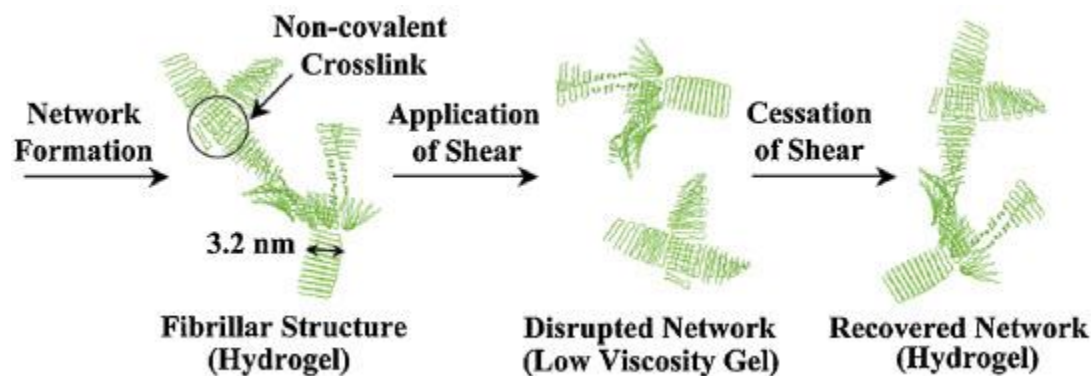 Non-covalent
Crosslink
Network
Formation
Application
of Shear
Cessation
of Shear
3.2 nm
Fibrillar Structure
(Hydrogel)
Disrupted Network
(Low Viscosity Gel)
Recovered Network
(Hydrogel)